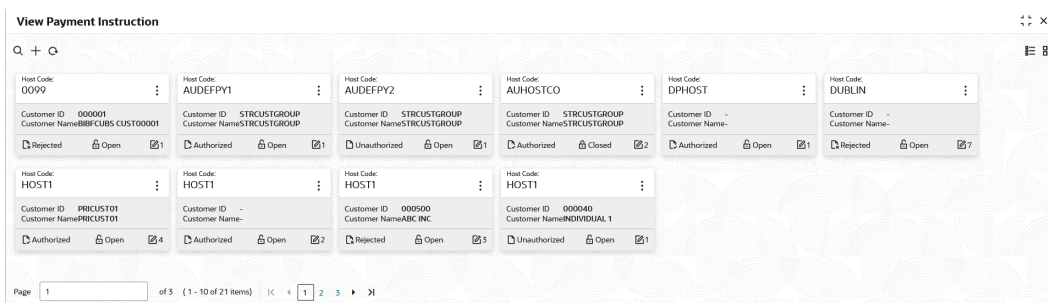 View Payment Instruction
Host Code: Host Code: Host Code: Host Code: Host Code: Host Code:
0099 AUDEFPY1 AUDEFPY2 AUHOSTCO DPHOST DUBLIN
Customer ID 000001 Customer ID STRCUSTGROUP Customer ID STRCUSTGROUP Customer ID STRCUSTGROUP Customer ID - Customer ID -
Customer NameBIBFCUBS CUST00001 Customer NameSTRCUSTGROUP Customer NameSTRCUSTGROUP Customer NameSTRCUSTGROUP Customer Name- Customer Name-
Rejected Open 1 Authorized Open 1 Unauthorized Open 1 Authorized Closed 2 Authorized Open 1 Rejected Open 7
Host Code: Host Code: Host Code: Host Code:
HOST1 HOST1 HOST1 HOST1
Customer ID PRICUST01 Customer ID - Customer ID 000500 Customer ID 000040
Customer NamePRICUST01 Customer Name- Customer NameABC INC Customer NameINDIVIDUAL 1
Authorized Open 4 Authorized Open 2 Rejected Open 3 Unauthorized Open 1
Page 1 of 3 (1 - 10 of 21 items) 1 2 3